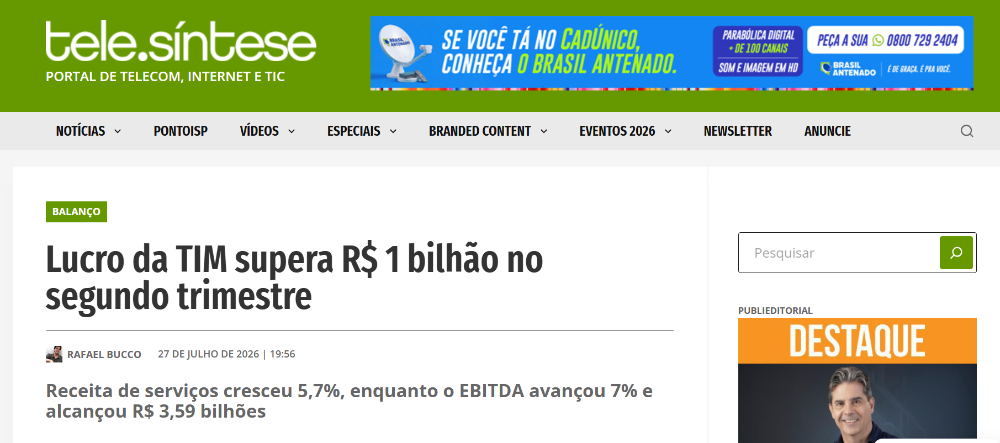 tele.síntese
PORTAL DE TELECOM, INTERNET E TIC
BRASIL
ANTENADO
SE VOCÊ TÁ NO CADÚNICO,
CONHEÇA O BRASIL ANTENADO.
PARABÓLICA DIGITAL
+ DE 100 CANAIS
SOM E IMAGEM EM HD
PEÇA A SUA 0800 729 2404
BRASIL
ANTENADO
É DE GRAÇA. É PRA VOCÊ.
NOTÍCIAS PONTOISP VÍDEOS ESPECIAIS BRANDED CONTENT EVENTOS 2026 NEWSLETTER ANUNCIE
BALANÇO
Lucro da TIM supera R$ 1 bilhão no
segundo trimestre
RAFAEL BUCCO 27 DE JULHO DE 2026 | 19:56
Receita de serviços cresceu 5,7%, enquanto o EBITDA avançou 7% e
alcançou R$ 3,59 bilhões
Pesquisar
PUBLIEDITORIAL
DESTAQUE